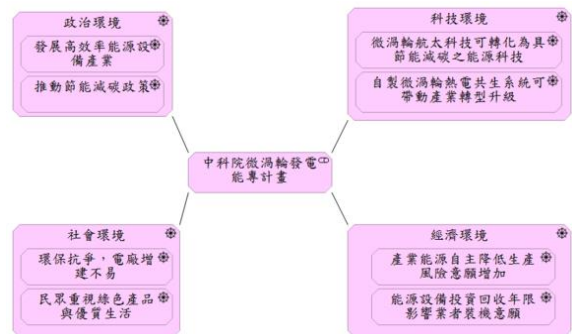 政治環境
發展高效率能源設
備產業
推動節能減碳政策
科技環境
微渦輪航太科技可轉化為具
節能減碳之能源科技
自製微渦輪熱電共生系統可
帶動產業轉型升級
中科院微渦輪發電
能專計畫
社會環境
環保抗爭，電廠增
建不易
民眾重視綠色產品
與優質生活
經濟環境
產業能源自主降低生產
風險意願增加
能源設備投資回收年限
影響業者裝機意願